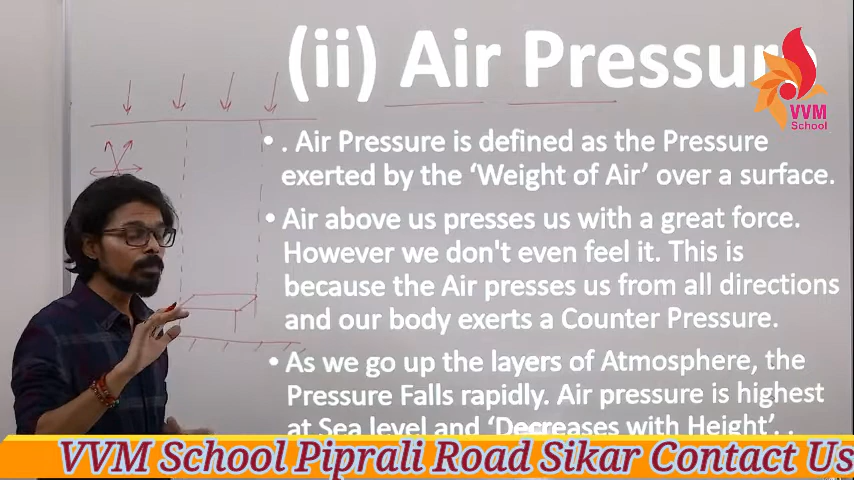 (ii) Air Pressure
VVM
School
• . Air Pressure is defined as the Pressure
exerted by the ‘Weight of Air’ over a surface.
• Air above us presses us with a great force.
However we don't even feel it. This is
because the Air presses us from all directions
and our body exerts a Counter Pressure.
• As we go up the layers of Atmosphere, the
Pressure Falls rapidly. Air pressure is highest
at Sea level and ‘Decreases with Height’. .
VVM School Piprali Road Sikar Contact Us